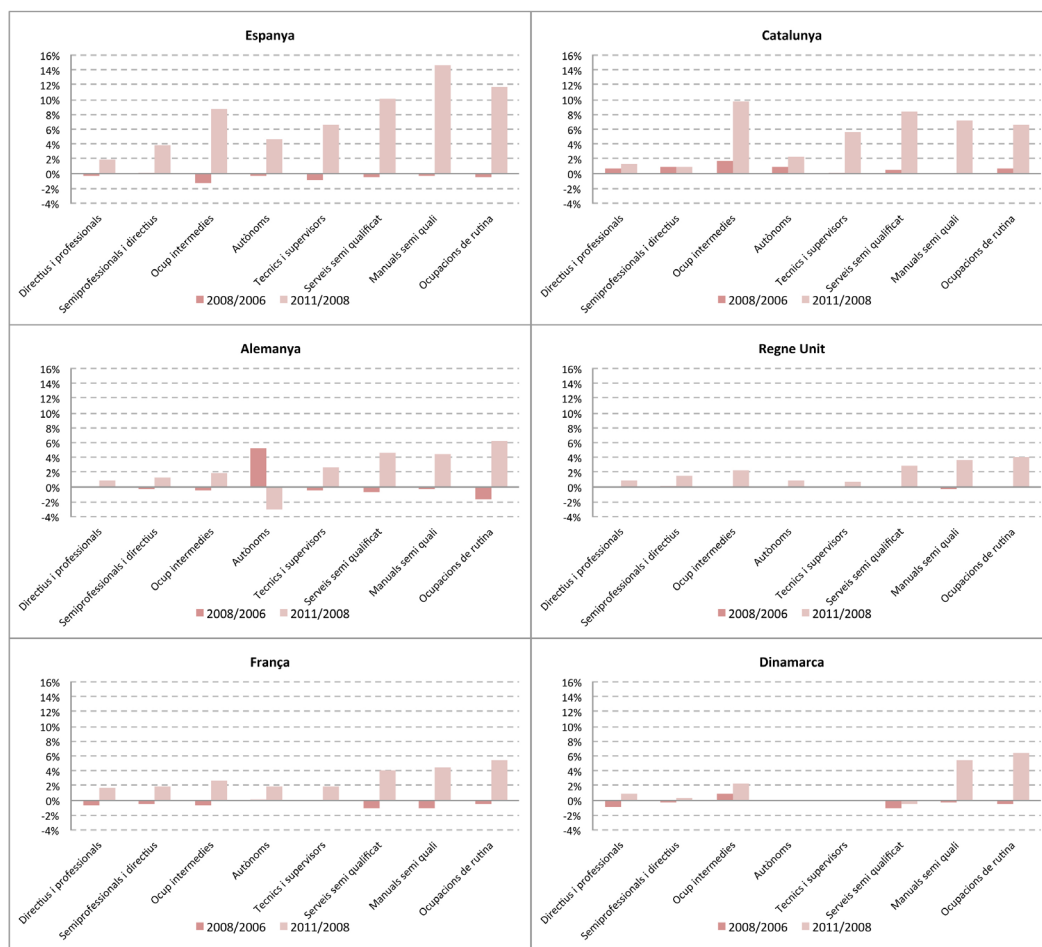 Espanya
16%
14%
12%
10%
8%
6%
4%
2%
0%
-2%
-4%
Directius i professionals
Semiprofessionals i directius
Ocup intermedies
Autònoms
Tecnics i supervisors
Serveis semi qualificat
Manuals semi quali
Ocupacions de rutina
2008/2006 2011/2008
Catalunya
16%
14%
12%
10%
8%
6%
4%
2%
0%
-2%
-4%
Directius i professionals
Semiprofessionals i directius
Ocup intermedies
Autònoms
Tecnics i supervisors
Serveis semi qualificat
Manuals semi quali
Ocupacions de rutina
2008/2006 2011/2008
Alemanya
16%
14%
12%
10%
8%
6%
4%
2%
0%
-2%
-4%
Directius i professionals
Semiprofessionals i directius
Ocup intermedies
Autònoms
Tecnics i supervisors
Serveis semi qualificat
Manuals semi quali
Ocupacions de rutina
2008/2006 2011/2008
Regne Unit
16%
14%
12%
10%
8%
6%
4%
2%
0%
-2%
-4%
Directius i professionals
Semiprofessionals i directius
Ocup intermedies
Autònoms
Tecnics i supervisors
Serveis semi qualificat
Manuals semi quali
Ocupacions de rutina
2008/2006 2011/2008
França
16%
14%
12%
10%
8%
6%
4%
2%
0%
-2%
-4%
Directius i professionals
Semiprofessionals i directius
Ocup intermedies
Autònoms
Tecnics i supervisors
Serveis semi qualificat
Manuals semi quali
Ocupacions de rutina
2008/2006 2011/2008
Dinamarca
16%
14%
12%
10%
8%
6%
4%
2%
0%
-2%
-4%
Directius i professionals
Semiprofessionals i directius
Ocup intermedies
Autònoms
Tecnics i supervisors
Serveis semi qualificat
Manuals semi quali
Ocupacions de rutina
2008/2006 2011/2008